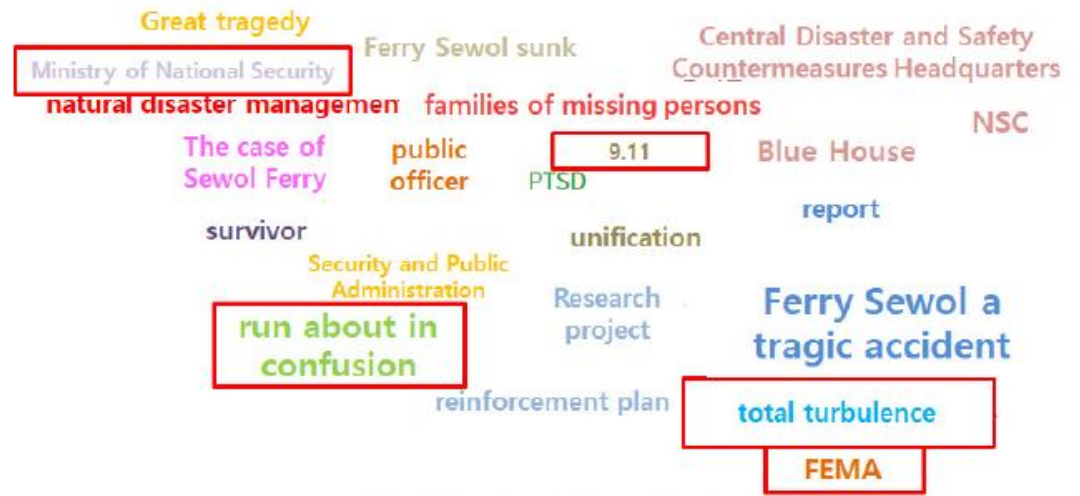 Great tragedy
Ferry Sewol sunk
Central Disaster and Safety
Countermeasures Headquarters
Ministry of National Security
natural disaster managemen
families of missing persons
NSC
The case of
Sewol Ferry
public
officer
9.11
PTSD
Blue House
report
survivor
unification
Security and Public
Administration
Research
project
Ferry Sewol a
tragic accident
run about in
confusion
reinforcement plan
total turbulence
FEMA